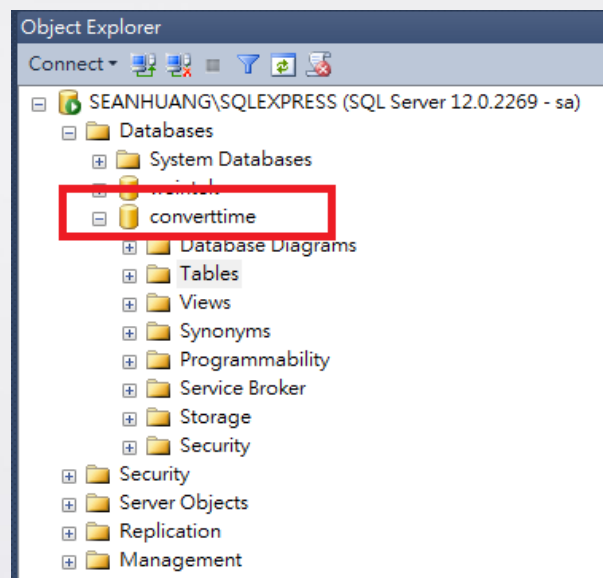 Object Explorer
Connect
SEANHUANG\SQLEXPRESS (SQL Server 12.0.2269 - sa)
Databases
System Databases
converttime
Database Diagrams
Tables
Views
Synonyms
Programmability
Service Broker
Storage
Security
Security
Server Objects
Replication
Management